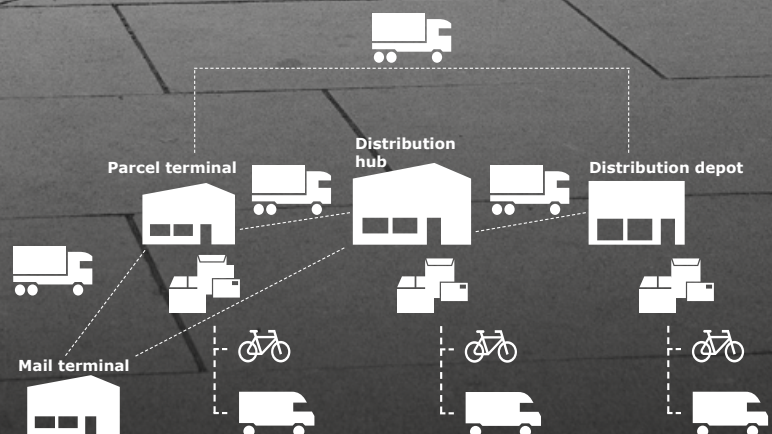 Distribution
hub
Parcel terminal
Distribution depot
Mail terminal